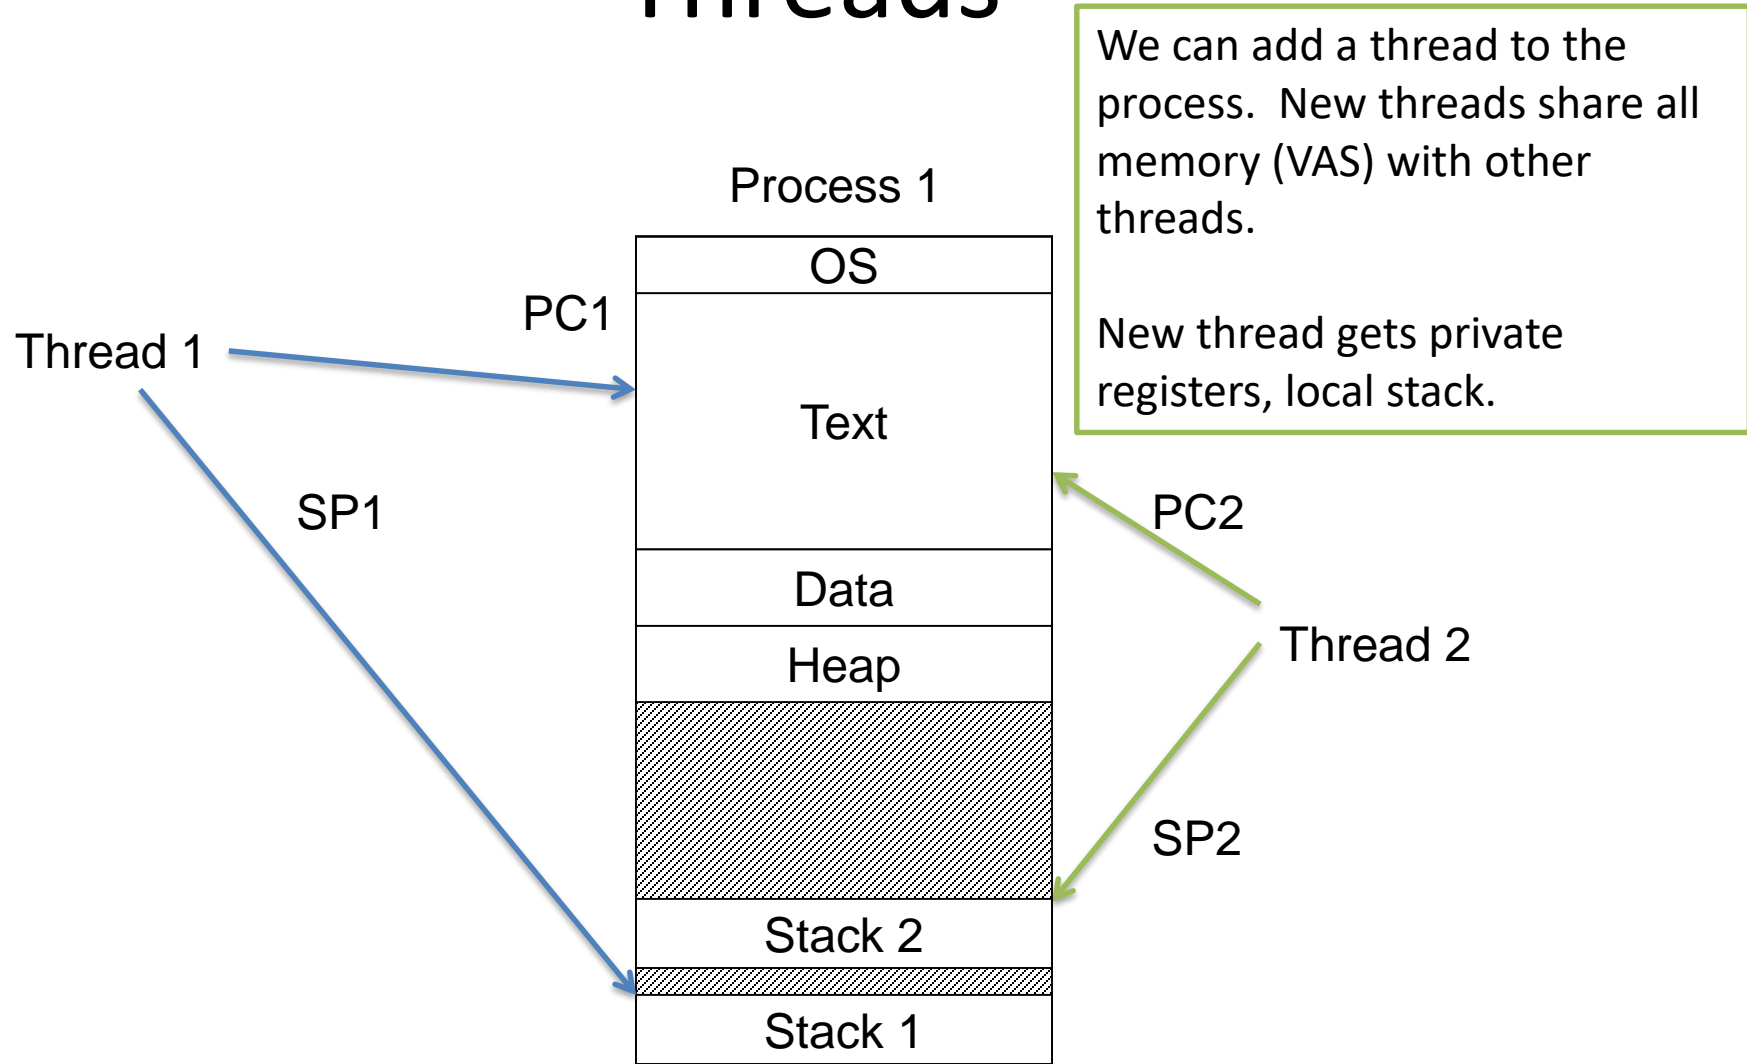 Threads
We can add a thread to the
process.  New threads share all
memory (VAS) with other
threads.
New thread gets private
registers, local stack.
Process 1
OS
PC1
Thread 1
Text
SP1
PC2
Data
Thread 2
Heap
SP2
Stack 2
Stack 1